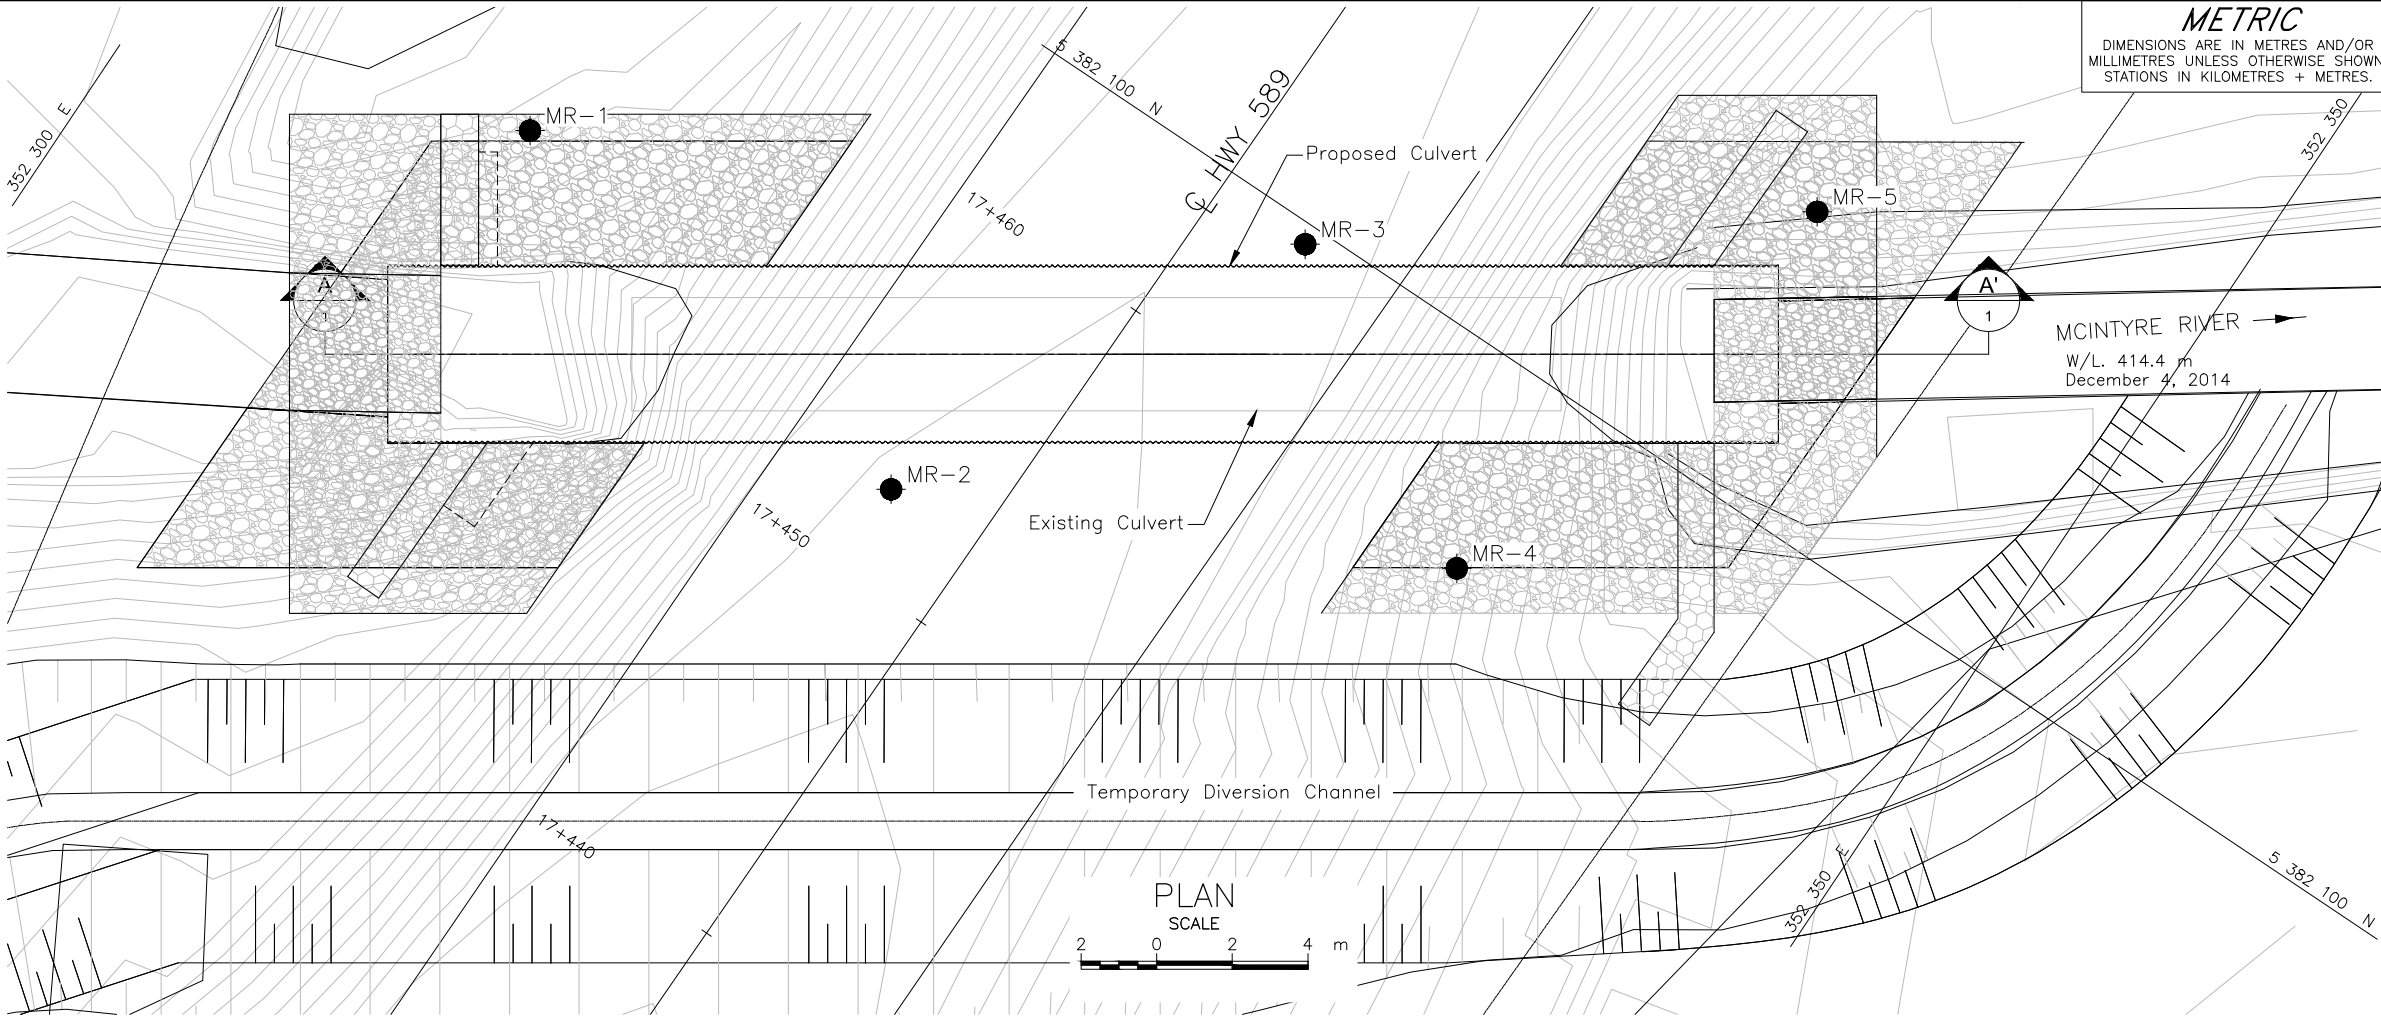 METRIC
DIMENSIONS ARE IN METRES AND/OR
MILLIMETRES UNLESS OTHERWISE SHOWN
STATIONS IN KILOMETRES + METRES.
352 300 E
MR-1
5 382 100 N
℄ HWY 589
Proposed Culvert
352 350
17+460
MR-3
MR-5
A
1
A'
1
MCINTYRE RIVER
W/L. 414.4 m
December 4, 2014
MR-2
17+450
Existing Culvert
MR-4
Temporary Diversion Channel
17+440
352 350 E
5 382 100 N
PLAN
SCALE
2 0 2 4 m